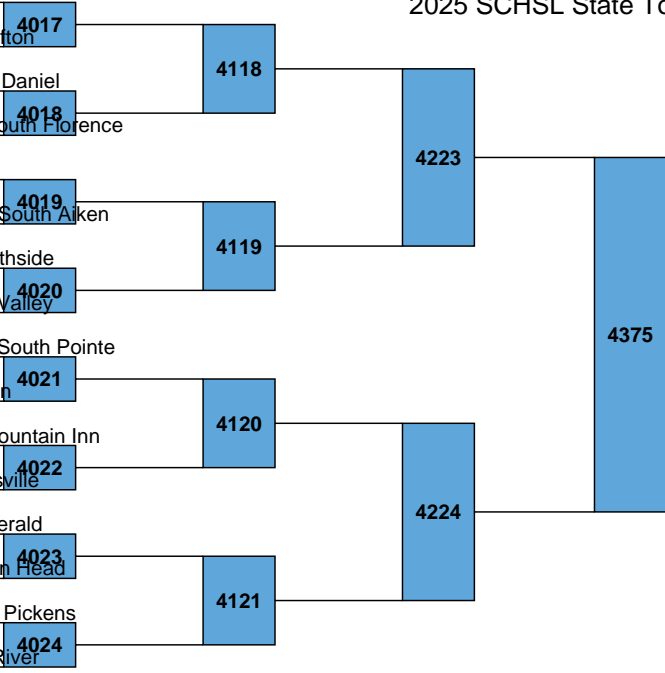 2025 SCHSL State To
4017
fton
4118
Daniel
4018
outh Florence
4223
4019
South Aiken
4119
thside
4020
Valley
4375
South Pointe
4021
n
4120
ountain Inn
4022
sville
4224
erald
4023
n Head
4121
Pickens
4024
River